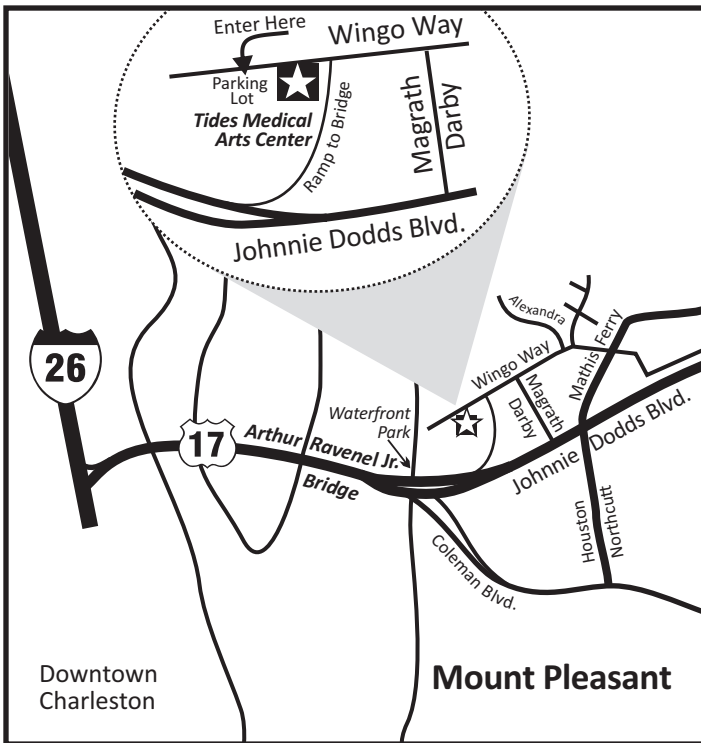 Enter Here
Wingo Way
Parking
Lot
Tides Medical
Arts Center
Ramp to Bridge
Magrath
Darby
Johnnie Dodds Blvd.
26
17
Arthur Ravenel Jr.
Bridge
Waterfront
Park
Alexandra
Wingo Way
Magrath
Darby
Mathis Ferry
Johnnie Dodds Blvd.
Houston
Northcutt
Coleman Blvd.
Downtown
Charleston
Mount Pleasant